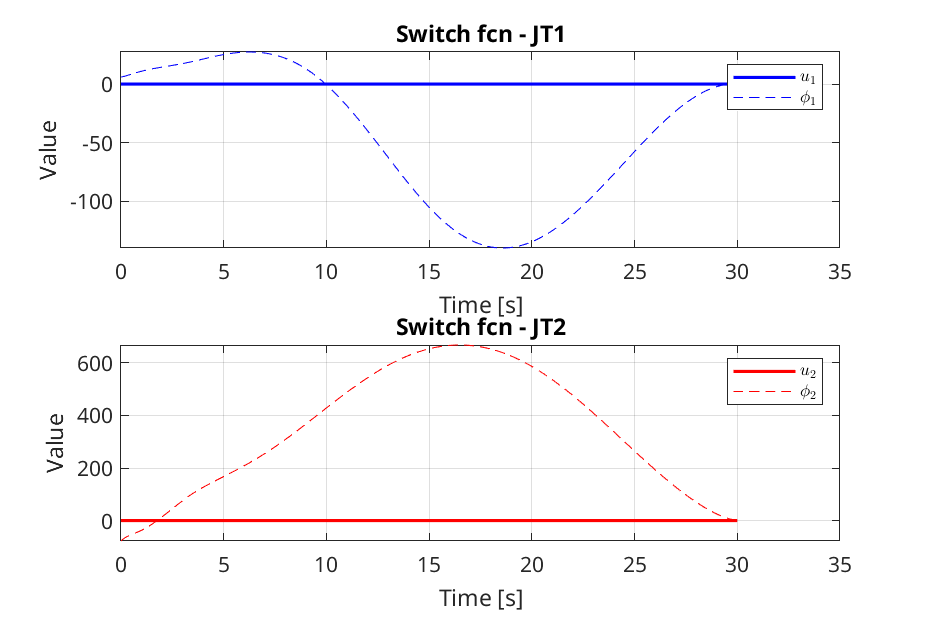 Switch fcn - JT1
Value
0
-50
-100
u₁
ϕ₁
0 5 10 15 20 25 30 35
Time [s]
Switch fcn - JT2
Value
600
400
200
0
u₂
ϕ₂
0 5 10 15 20 25 30 35
Time [s]